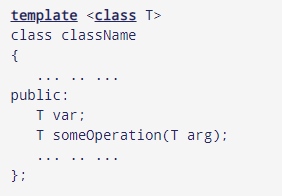 template <class T>
class className
{
... .. ...
public:
T var;
T someOperation(T arg);
... .. ...
};